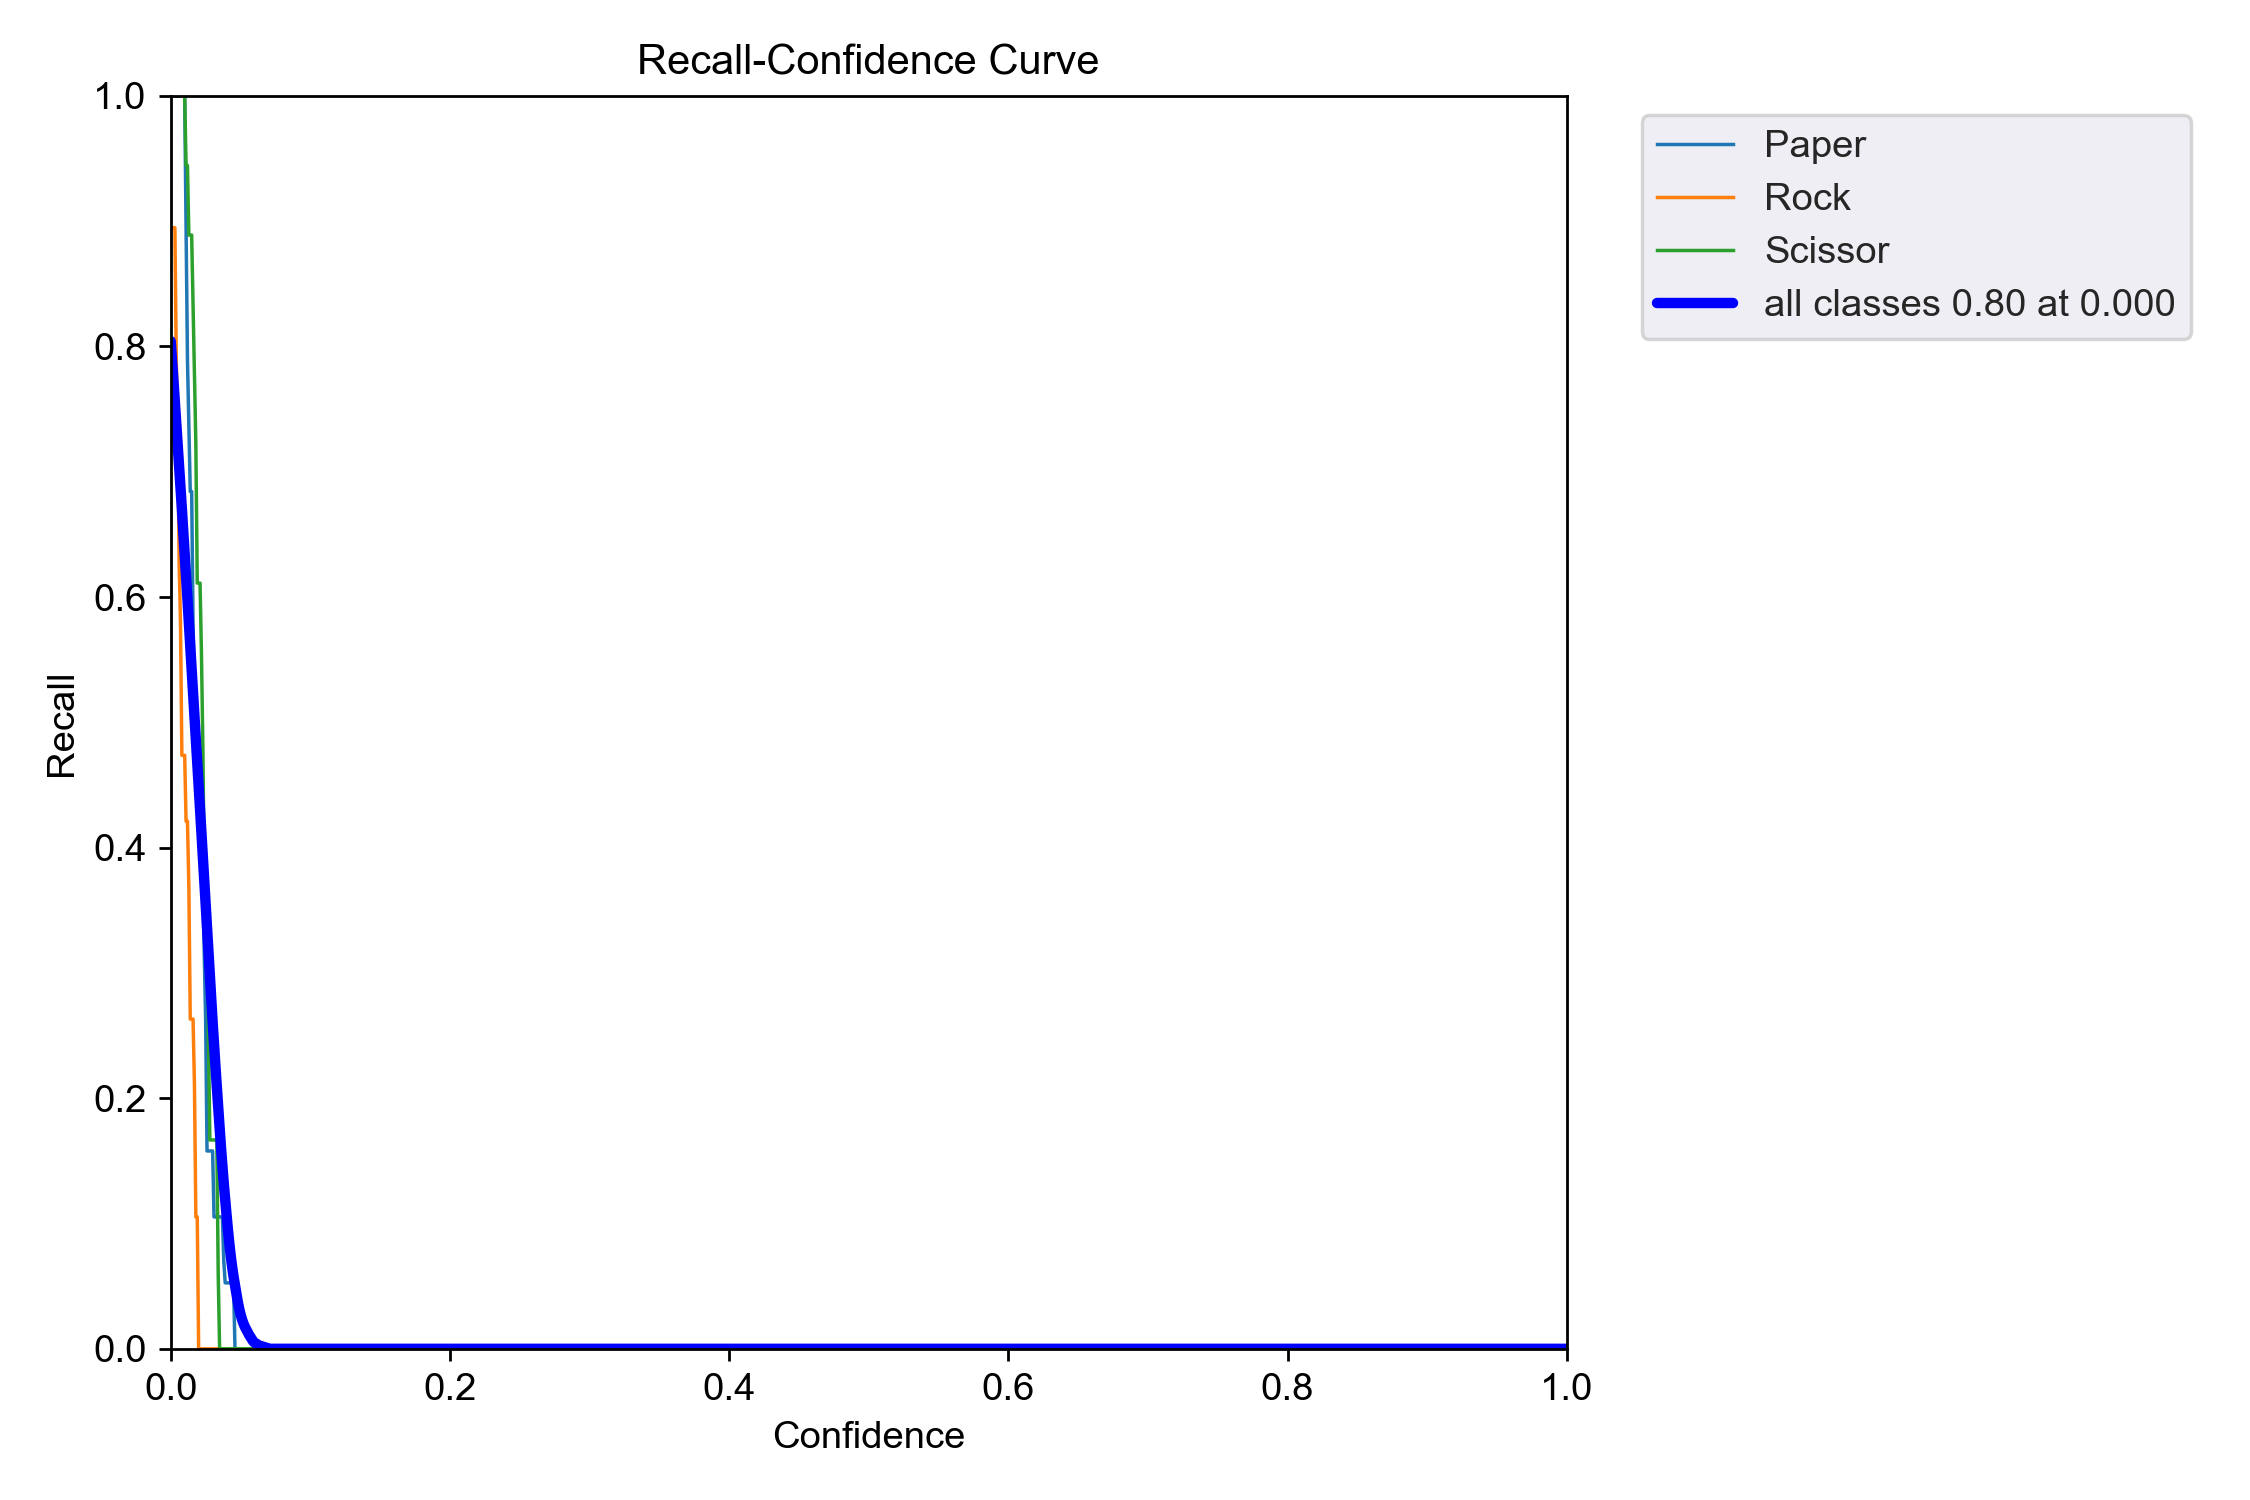 Recall-Confidence Curve
1.0
0.8
0.6
0.4
0.2
0.0
Recall
0.0 0.2 0.4 0.6 0.8 1.0
Confidence
Paper
Rock
Scissor
all classes 0.80 at 0.000